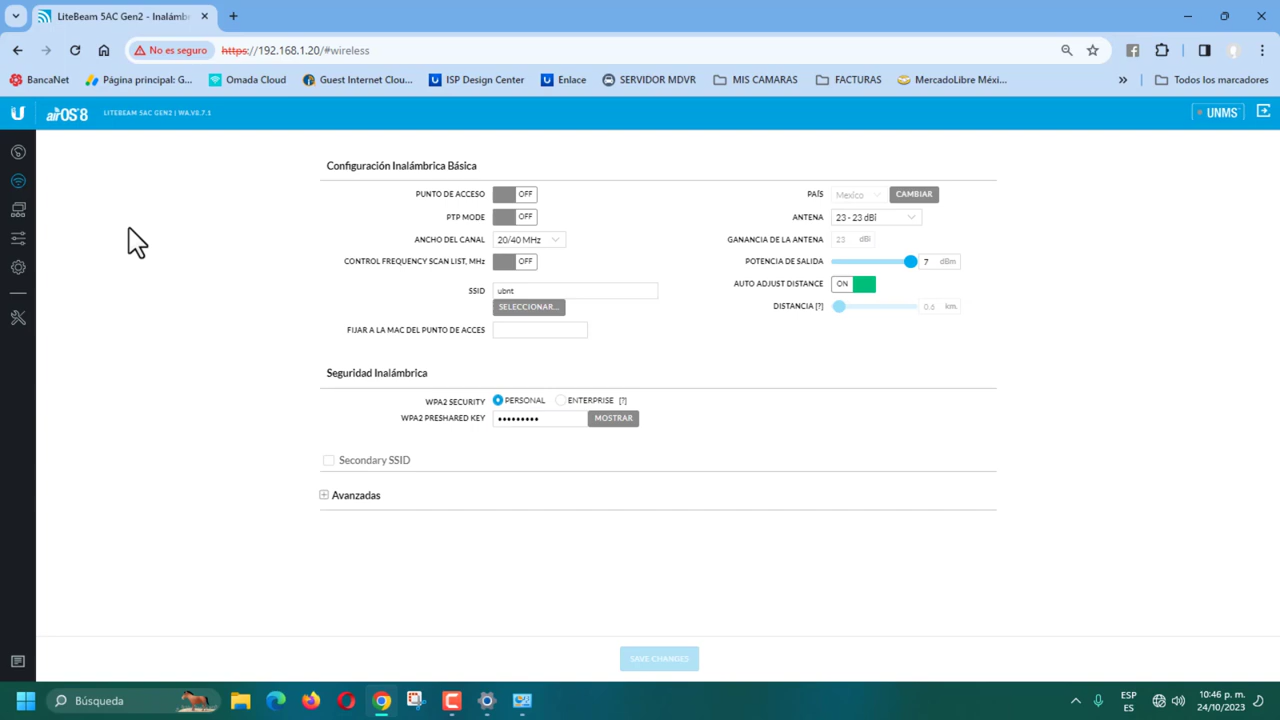 LiteBeam 5AC Gen2 - Inalámb
No es seguro
https://192.168.1.20/#wireless
BancaNet
Página principal: G...
Omada Cloud
Guest Internet Clou...
ISP Design Center
Enlace
SERVIDOR MDVR
MIS CAMARAS
FACTURAS
MercadoLibre Méxi...
»
Todos los marcadores
airOS 8
LITEBEAM 5AC GEN2 | WA.V8.7.1
UNMS
Configuración Inalámbrica Básica
PUNTO DE ACCESO OFF
PTP MODE OFF
ANCHO DEL CANAL 20/40 MHz
CONTROL FREQUENCY SCAN LIST, MHz OFF
SSID ubnt
SELECCIONAR...
FIJAR A LA MAC DEL PUNTO DE ACCES
PAÍS Mexico CAMBIAR
ANTENA 23 - 23 dBi
GANANCIA DE LA ANTENA 23 dBi
POTENCIA DE SALIDA 7 dBm
AUTO ADJUST DISTANCE ON
DISTANCIA [?] 0.6 km.
Seguridad Inalámbrica
WPA2 SECURITY PERSONAL ENTERPRISE [?]
WPA2 PRESHARED KEY ••••••••• MOSTRAR
Secondary SSID
Avanzadas
SAVE CHANGES
Búsqueda
ESP
ES
10:46 p. m.
24/10/2023